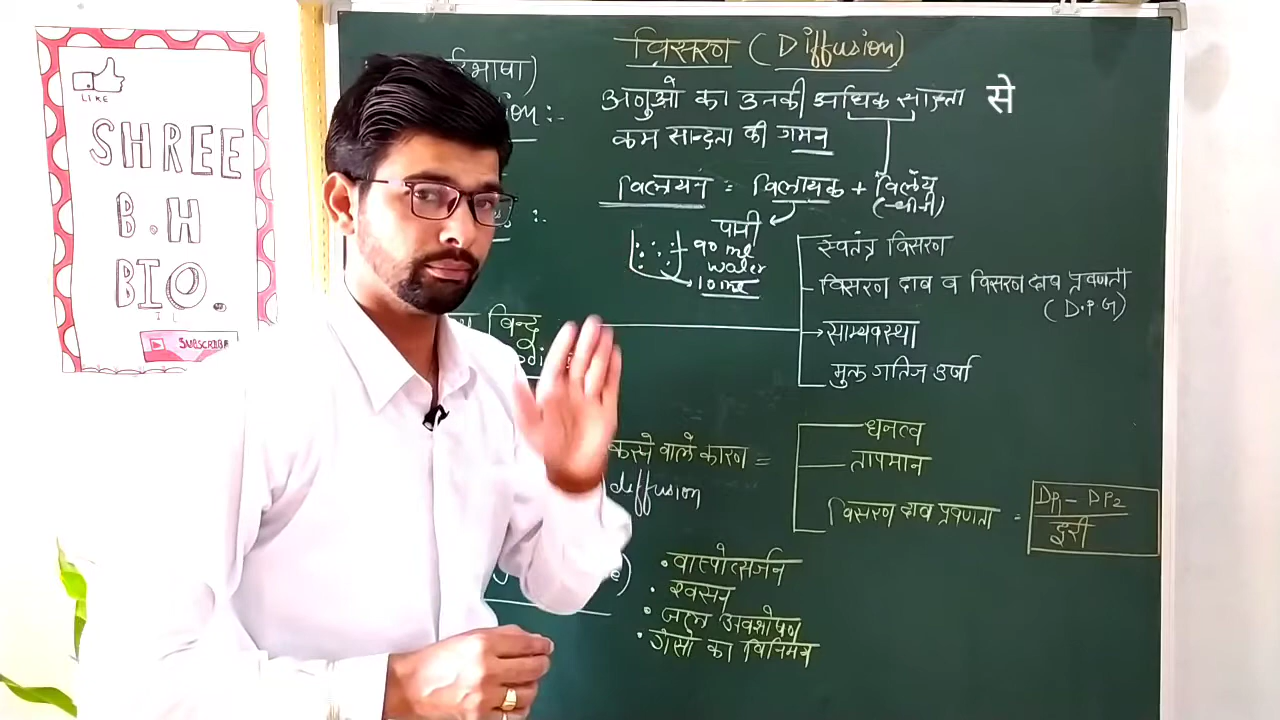 LIKE
SHREE
B.H
BIO.
SUBSCRIBE
विसरण (Diffusion)
भाषा)
ion:-
अणुओ का उनकी अधिक सान्द्रता से
कम सान्द्रता की गमन
विलयन = विलायक + विलेय
(चीनी)
पानी
90 ml
water
10 ml
स्वतंत्र विसरण
विसरण दाब व विसरण दाब प्रवणता
(D.P.G)
बिन्दु
साम्यवस्था
मुक्त गतिज ऊर्जा
करने वाले कारण =
diffusion
घनत्व
तापमान
विसरण दाब प्रवणता = DP1 - DP2
दूरी
• वाष्पोत्सर्जन
• श्वसन
• जल अवशोषण
• गैसो का विनिमय